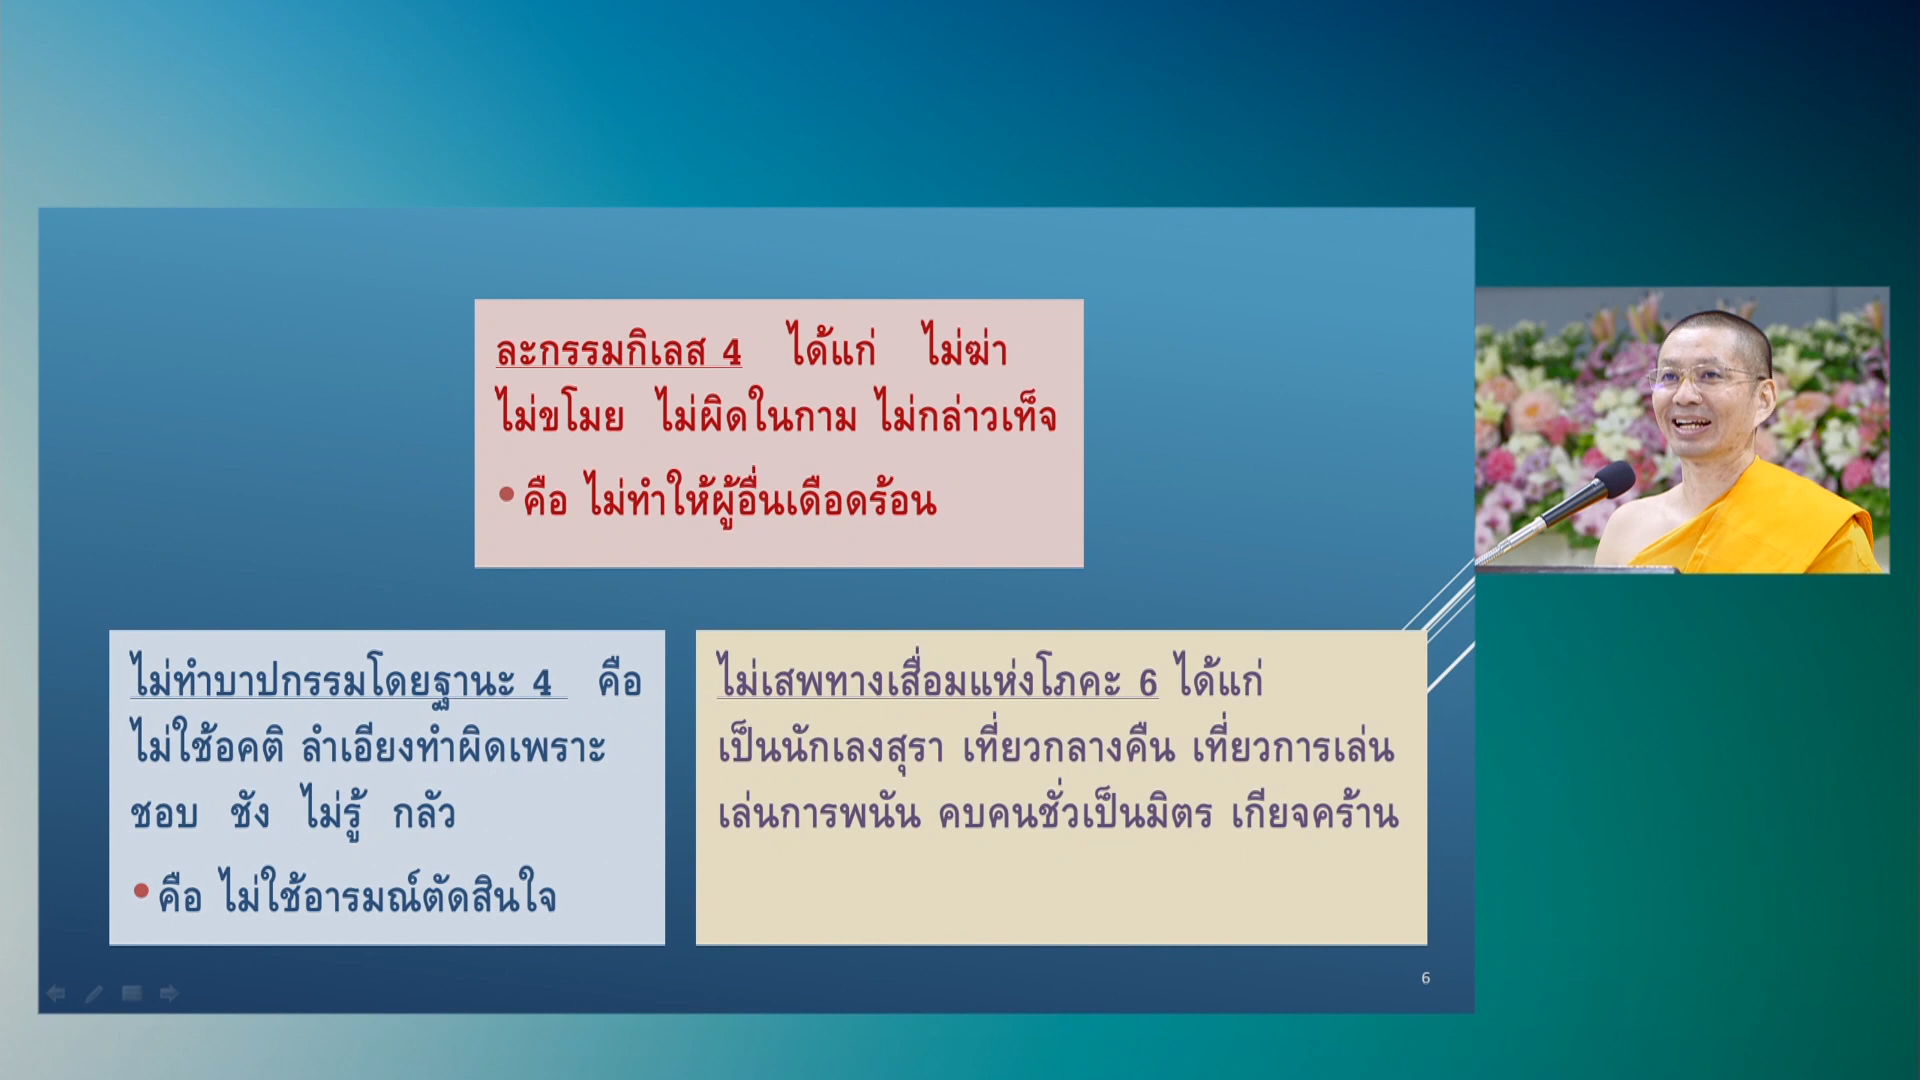 ละกรรมกิเลส 4 ได้แก่ ไม่ฆ่า
ไม่ขโมย ไม่ผิดในกาม ไม่กล่าวเท็จ
• คือ ไม่ทำให้ผู้อื่นเดือดร้อน
ไม่ทำบาปกรรมโดยฐานะ 4 คือ
ไม่ใช้อคติ ลำเอียงทำผิดเพราะ
ชอบ ชัง ไม่รู้ กลัว
• คือ ไม่ใช้อารมณ์ตัดสินใจ
ไม่เสพทางเสื่อมแห่งโภคะ 6 ได้แก่
เป็นนักเลงสุรา เที่ยวกลางคืน เที่ยวการเล่น
เล่นการพนัน คบคนชั่วเป็นมิตร เกียจคร้าน
6